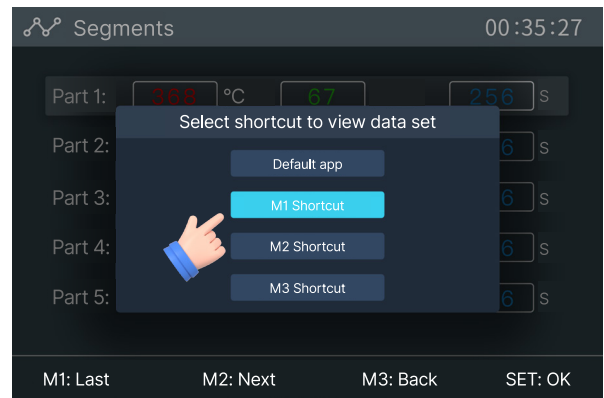 Segments 00:35:27
Part 1: 368 °C 67 256 s
Select shortcut to view data set
Default app
Part 2: 6 s
M1 Shortcut
Part 3: 6 s
M2 Shortcut
Part 4: 6 s
M3 Shortcut
Part 5: 6 s
M1: Last M2: Next M3: Back SET: OK